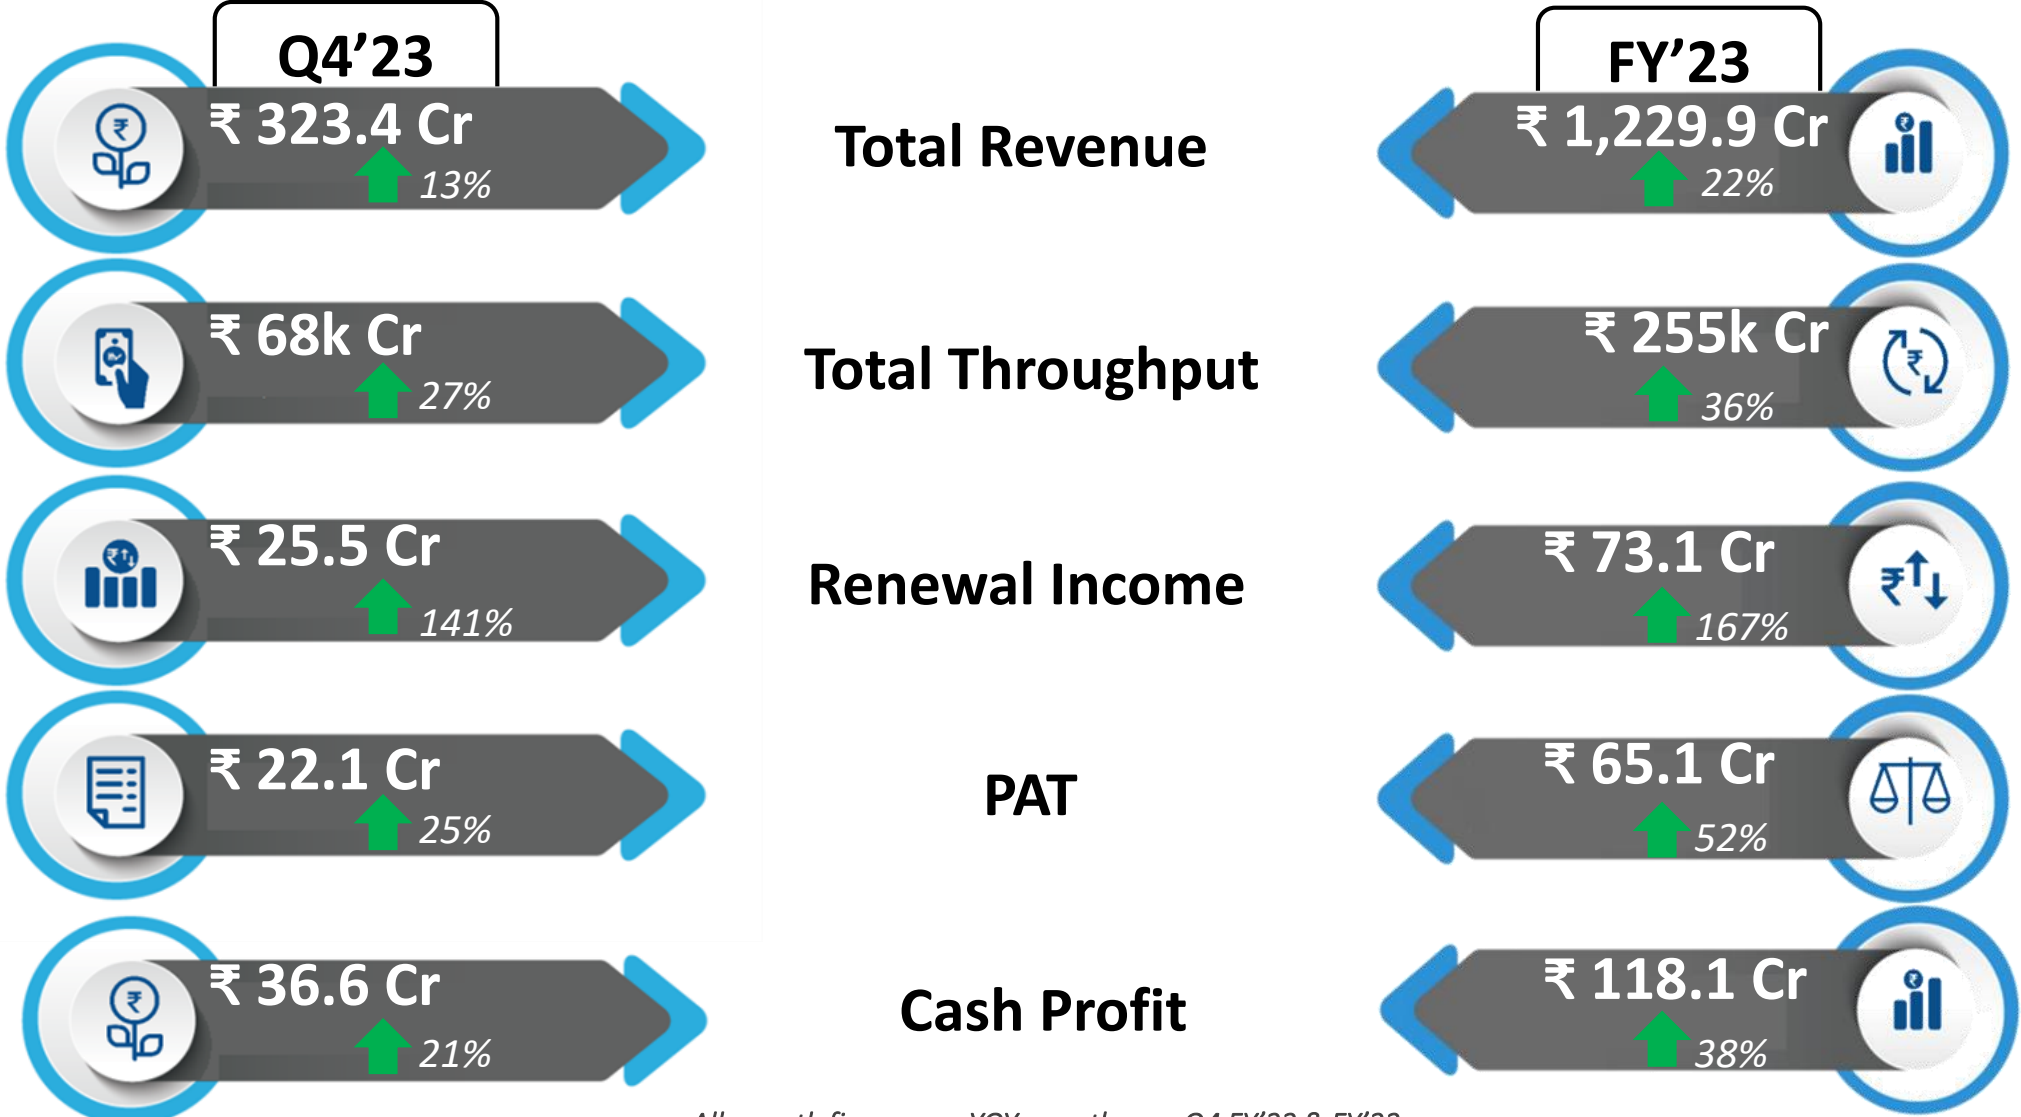 Q4’23
FY’23
₹ 323.4 Cr
13%
Total Revenue
₹ 1,229.9 Cr
22%
₹ 68k Cr
27%
Total Throughput
₹ 255k Cr
36%
₹ 25.5 Cr
141%
Renewal Income
₹ 73.1 Cr
167%
₹ 22.1 Cr
25%
PAT
₹ 65.1 Cr
52%
₹ 36.6 Cr
21%
Cash Profit
₹ 118.1 Cr
38%